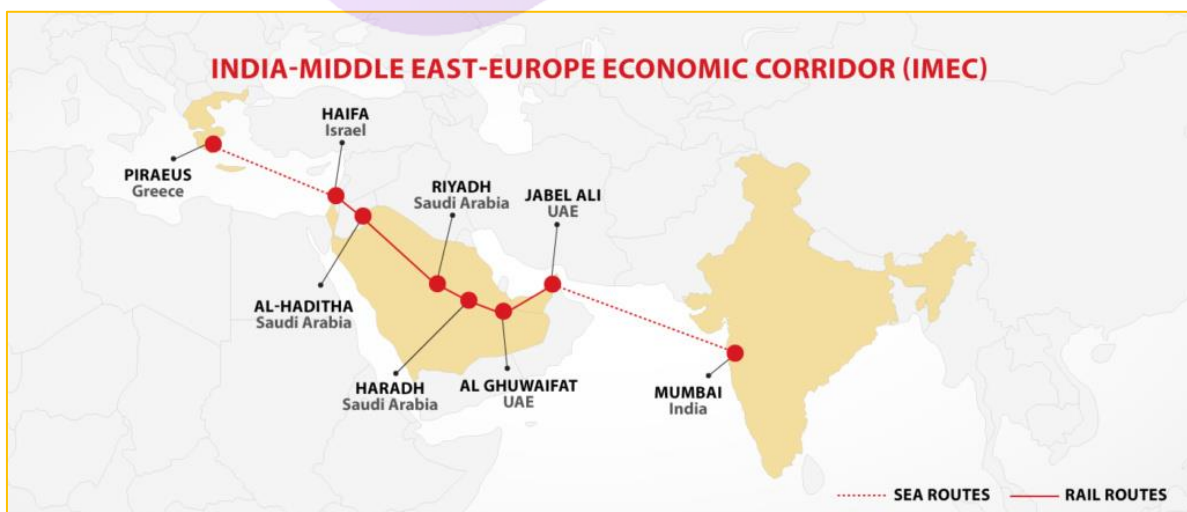 INDIA-MIDDLE EAST-EUROPE ECONOMIC CORRIDOR (IMEC)
HAIFA
Israel
PIRAEUS
Greece
RIYADH
Saudi Arabia
JABEL ALI
UAE
AL-HADITHA
Saudi Arabia
HARADH
Saudi Arabia
AL GHUWAIFAT
UAE
MUMBAI
India
SEA ROUTES
RAIL ROUTES